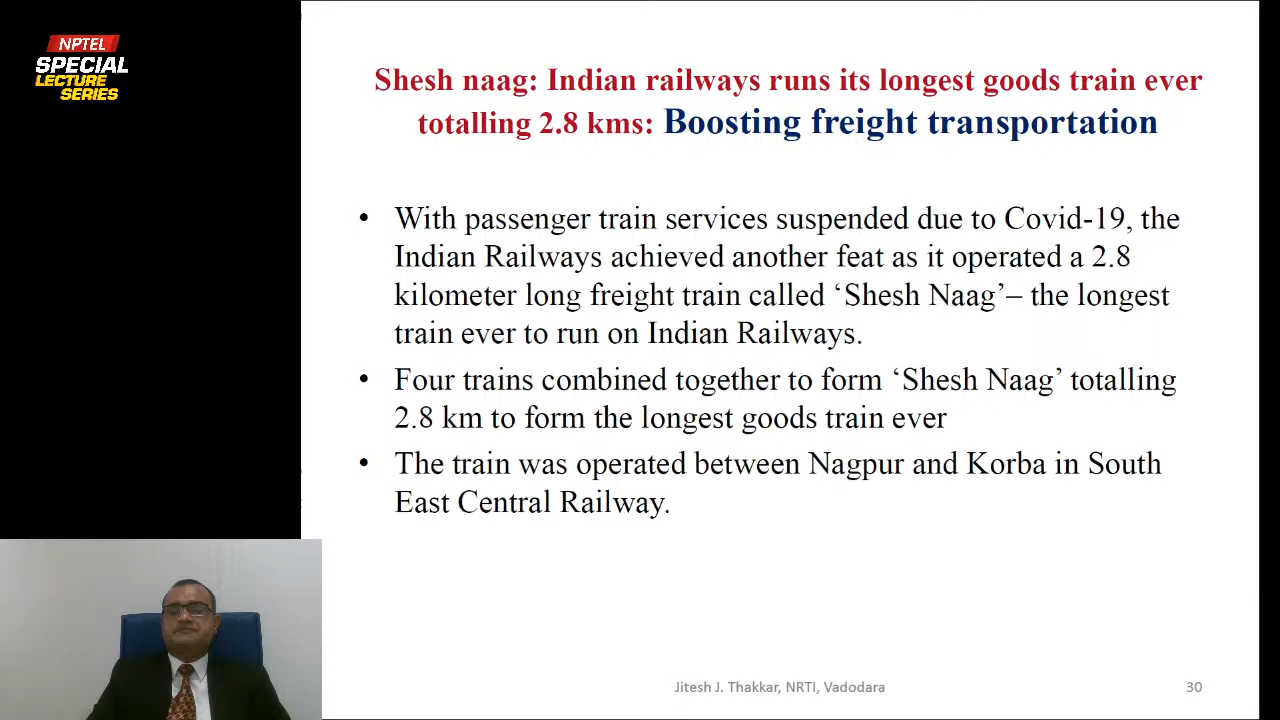 NPTEL
SPECIAL
LECTURE
SERIES
Shesh naag: Indian railways runs its longest goods train ever
totalling 2.8 kms: Boosting freight transportation
• With passenger train services suspended due to Covid-19, the
Indian Railways achieved another feat as it operated a 2.8
kilometer long freight train called ‘Shesh Naag’– the longest
train ever to run on Indian Railways.
• Four trains combined together to form ‘Shesh Naag’ totalling
2.8 km to form the longest goods train ever
• The train was operated between Nagpur and Korba in South
East Central Railway.
Jitesh J. Thakkar, NRTI, Vadodara
30